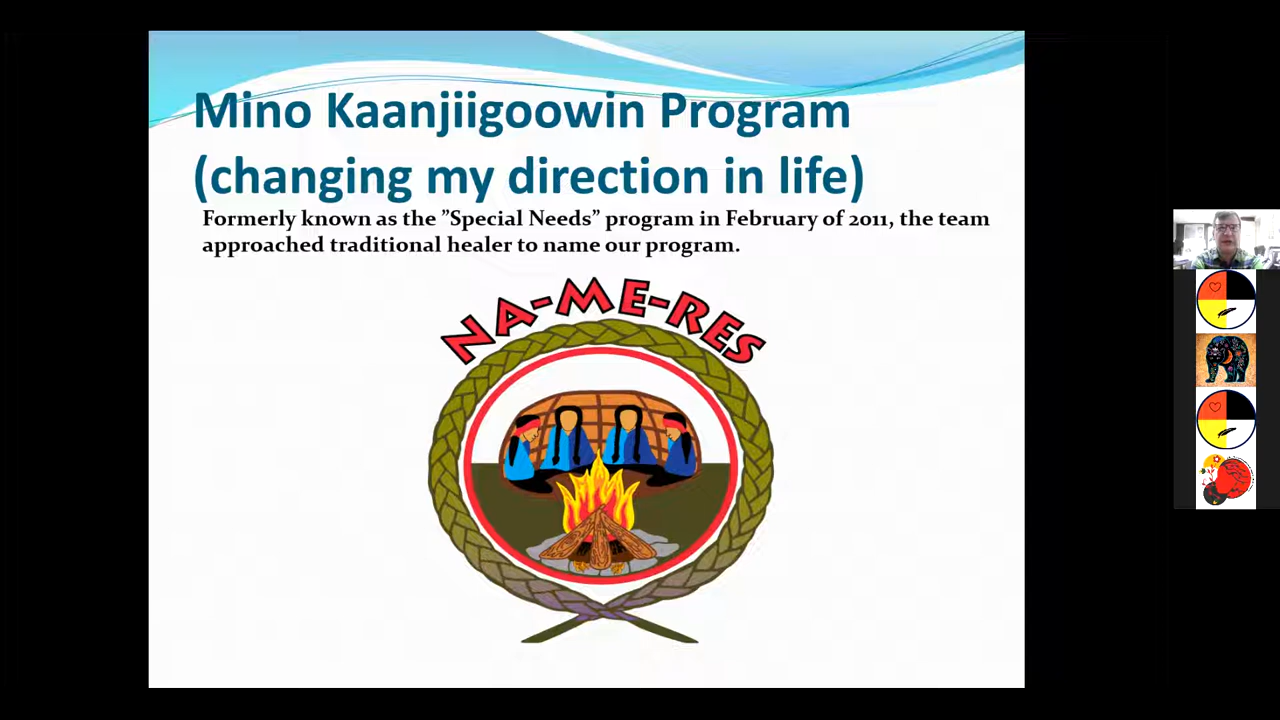 Mino Kaanjiigoowin Program
(changing my direction in life)
Formerly known as the ”Special Needs” program in February of 2011, the team
approached traditional healer to name our program.
NA-ME-RES